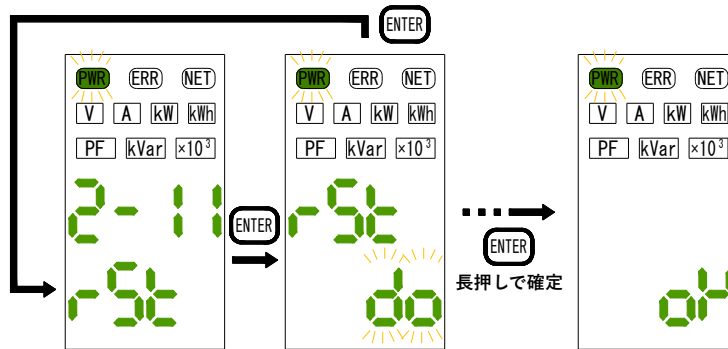 ENTER
PWR ERR NET
V A kW kWh
PF kVar ×10³
2-11
rSt
ENTER
PWR ERR NET
V A kW kWh
PF kVar ×10³
rSt
do
ENTER
長押しで確定
PWR ERR NET
V A kW kWh
PF kVar ×10³